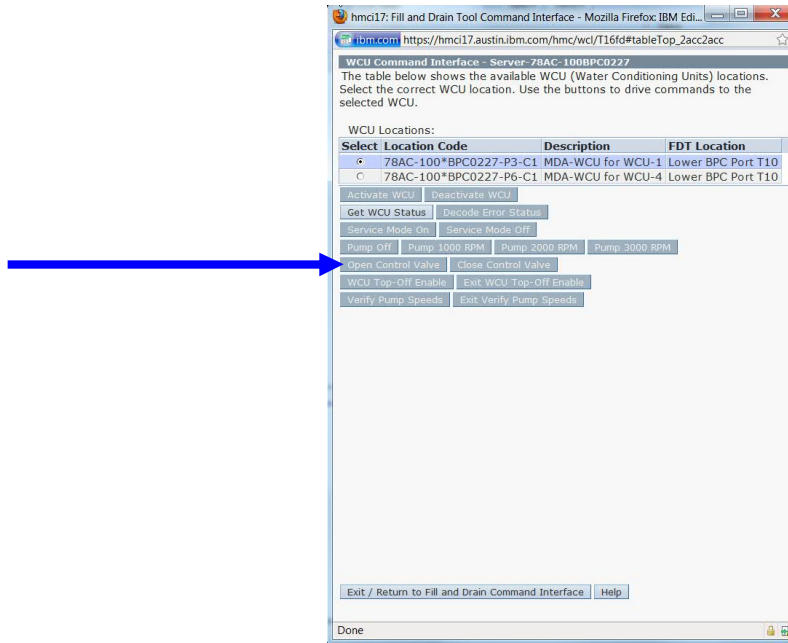 hmci17: Fill and Drain Tool Command Interface - Mozilla Firefox: IBM Edi...
ibm.com https://hmci17.austin.ibm.com/hmc/wcl/T16fd#tableTop_2acc2acc
WCU Command Interface - Server-78AC-100BPC0227
The table below shows the available WCU (Water Conditioning Units) locations.
Select the correct WCU location. Use the buttons to drive commands to the
selected WCU.
WCU Locations:
Select Location Code Description FDT Location
78AC-100*BPC0227-P3-C1 MDA-WCU for WCU-1 Lower BPC Port T10
78AC-100*BPC0227-P6-C1 MDA-WCU for WCU-4 Lower BPC Port T10
Activate WCU Deactivate WCU
Get WCU Status Decode Error Status
Service Mode On Service Mode Off
Pump Off Pump 1000 RPM Pump 2000 RPM Pump 3000 RPM
Open Control Valve Close Control Valve
WCU Top-Off Enable Exit WCU Top-Off Enable
Verify Pump Speeds Exit Verify Pump Speeds
Exit / Return to Fill and Drain Command Interface Help
Done